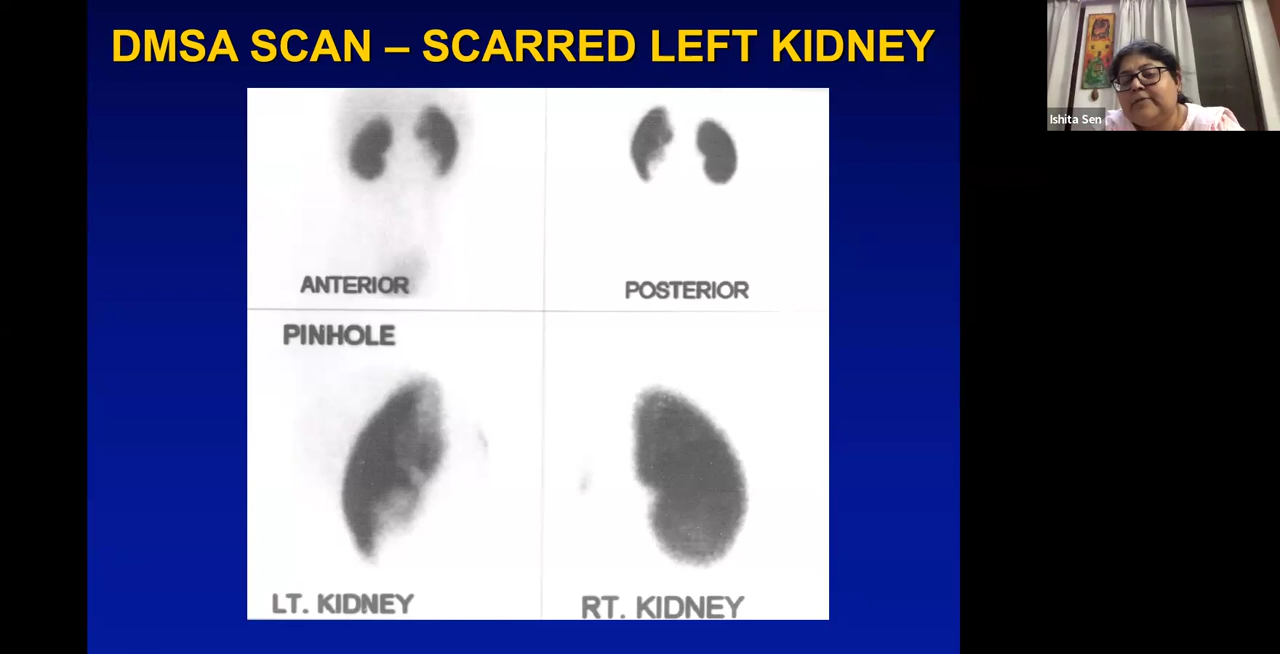 DMSA SCAN – SCARRED LEFT KIDNEY
Ishita Sen
ANTERIOR
POSTERIOR
PINHOLE
LT. KIDNEY
RT. KIDNEY